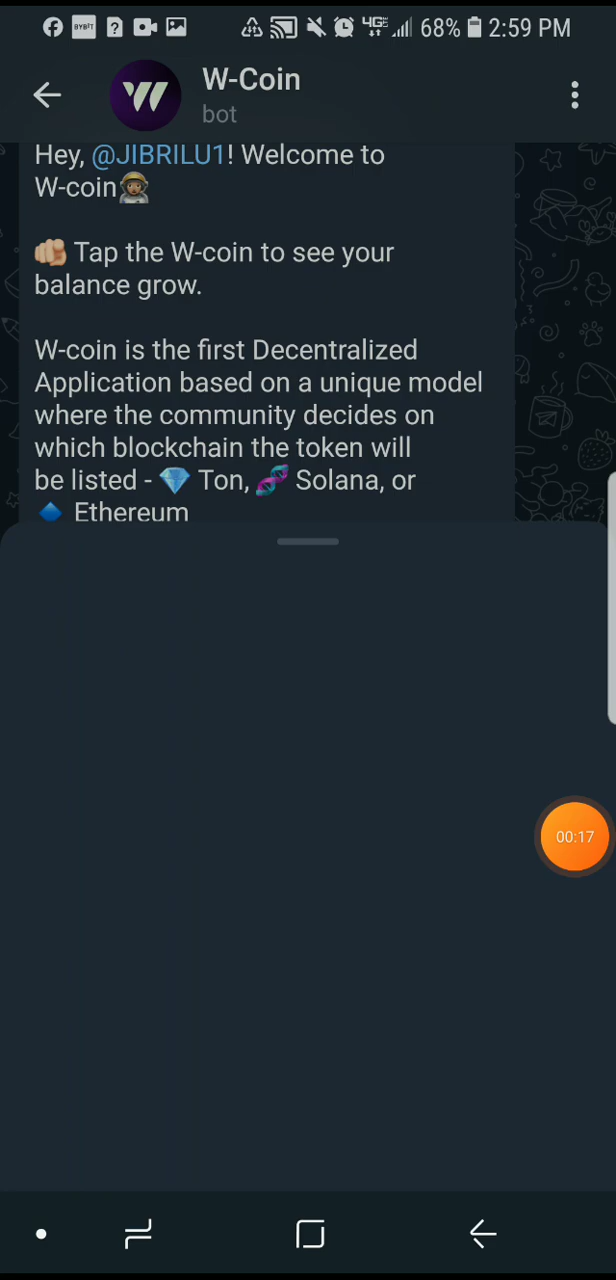 68% 2:59 PM
W-Coin
bot
Hey, @JIBRILU1! Welcome to
W-coin
Tap the W-coin to see your
balance grow.
W-coin is the first Decentralized
Application based on a unique model
where the community decides on
which blockchain the token will
be listed - 💎 Ton, 🧬 Solana, or
🔹 Ethereum
00:17